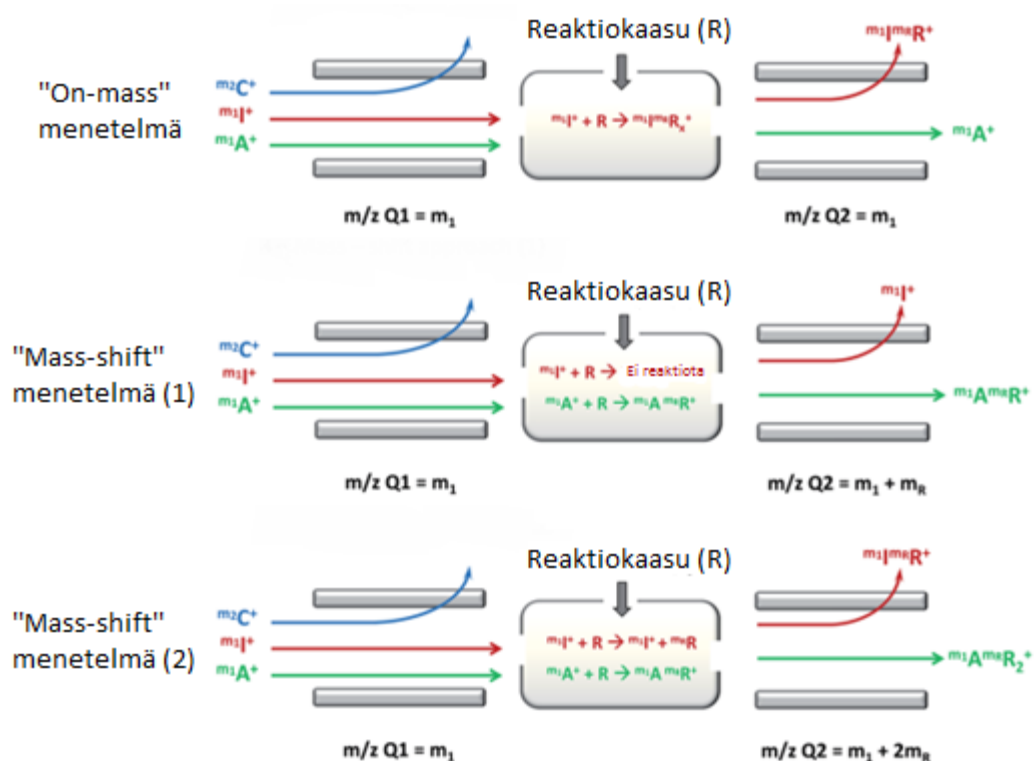 Reaktiokaasu (R)
ᵐ¹IᵐᴿR⁺
"On-mass"
menetelmä
ᵐ²C⁺
ᵐ¹I⁺
ᵐ¹A⁺
ᵐ¹I⁺ + R → ᵐ¹IᵐᴿRₓ⁺
ᵐ¹A⁺
m/z Q1 = m₁
m/z Q2 = m₁
Reaktiokaasu (R)
ᵐ¹I⁺
"Mass-shift"
menetelmä (1)
ᵐ²C⁺
ᵐ¹I⁺
ᵐ¹A⁺
ᵐ¹I⁺ + R → Ei reaktiota
ᵐ¹A⁺ + R → ᵐ¹AᵐᴿR⁺
ᵐ¹AᵐᴿR⁺
m/z Q1 = m₁
m/z Q2 = m₁ + mR
Reaktiokaasu (R)
ᵐ¹IᵐᴿR⁺
"Mass-shift"
menetelmä (2)
ᵐ²C⁺
ᵐ¹I⁺
ᵐ¹A⁺
ᵐ¹I⁺ + R → ᵐ¹I⁺ + ᵐᴿR
ᵐ¹A⁺ + R → ᵐ¹AᵐᴿR⁺
ᵐ¹AᵐᴿR₂⁺
m/z Q1 = m₁
m/z Q2 = m₁ + 2mR